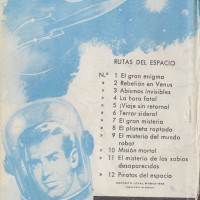 RUTAS DEL ESPACIO
N.º 1 El gran enigma
» 2 Rebelión en Venus
» 3 Abismos invisibles
» 4 La hora fatal
» 5 ¡Viaje sin retorno!
» 6 Terror sideral
» 7 El gran misterio
» 8 El planeta raptado
» 9 El misterio del mundo
robot
» 10 Misión mortal
» 11 El misterio de los sabios
desaparecidos
» 12 Piratas del espacio